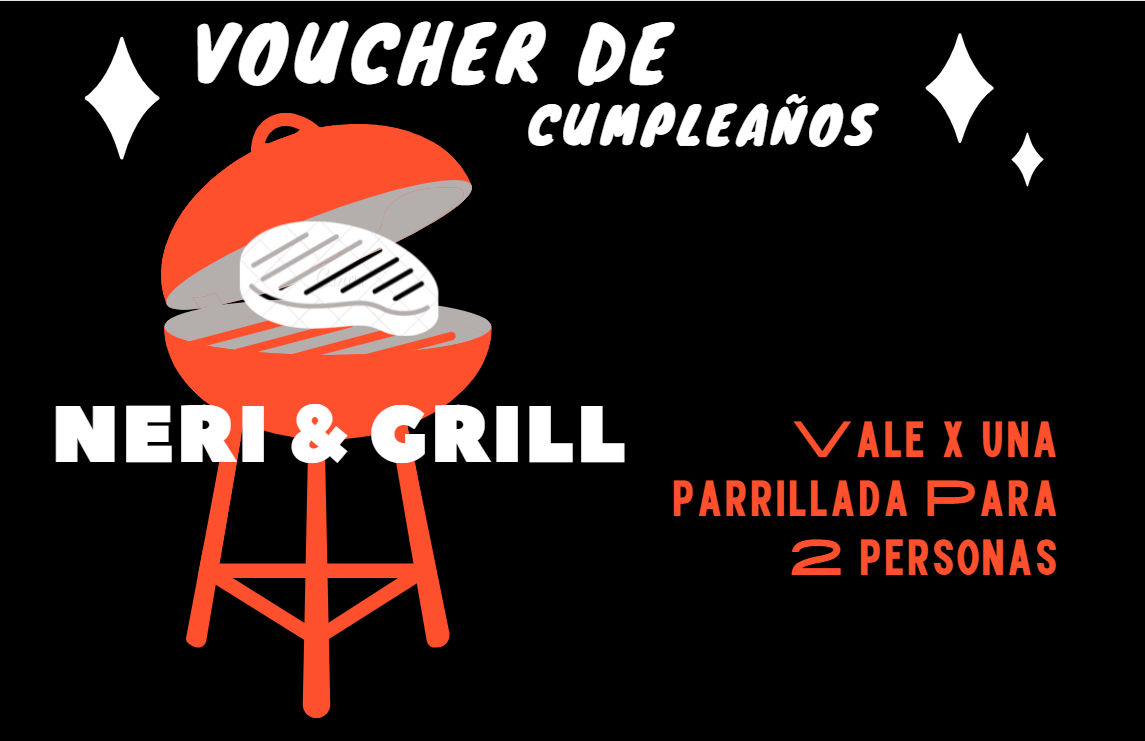 VOUCHER DE
CUMPLEAÑOS
NERI & GRILL
VALE X UNA
PARRILLADA PARA
2 PERSONAS